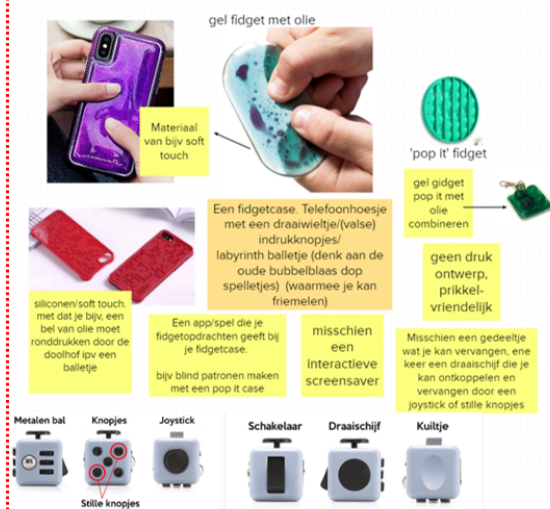 gel fidget met olie
Materiaal
van bijv soft
touch
'pop it' fidget
gel gidget
pop it met
olie
combineren
Een fidgetcase. Telefoonhoesje
met een draaiwieltje/(valse)
indrukknopjes/
labyrinth balletje (denk aan de
oude bubbelblaas dop
spelletjes) (waarmee je kan
friemelen)
geen druk
ontwerp,
prikkel-
vriendelijk
siliconen/soft touch.
met dat je bijv, een
bel van olie moet
ronddrukken door de
doolhof ipv een
balletje
Een app/spel die je
fidgetopdrachten geeft bij
je fidgetcase.
bijv blind patronen maken
met een pop it case
misschien
een
interactieve
screensaver
Misschien een gedeeltje
wat je kan vervangen, ene
keer een draaischijf die je
kan ontkoppelen en
vervangen door een
joystick of stille knopjes
Metalen bal
Knopjes
Joystick
Stille knopjes
Schakelaar
Draaischijf
Kuiltje